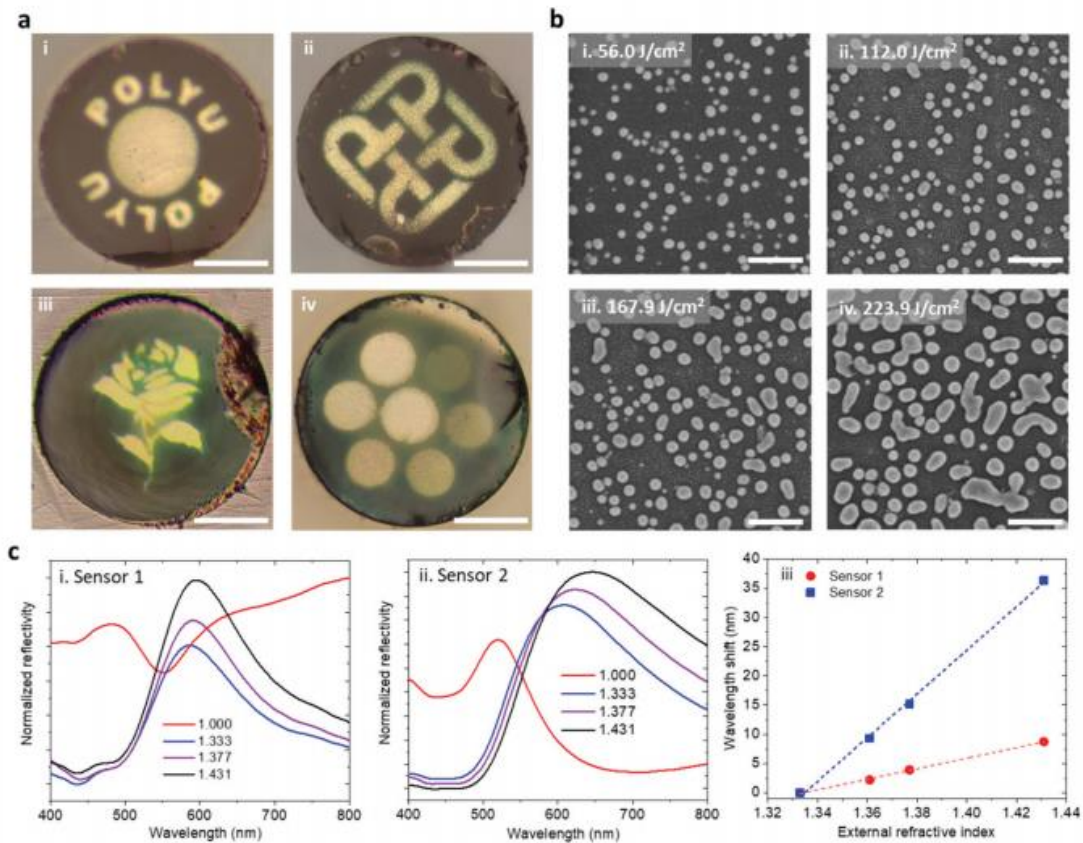 a
b
i
ii
i. 56.0 J/cm²
ii. 112.0 J/cm²
POLYU
POLYU
iii
iv
iii. 167.9 J/cm²
iv. 223.9 J/cm²
c
i. Sensor 1
Normalized reflectivity
1.000
1.333
1.377
1.431
400 500 600 700 800
Wavelength (nm)
ii. Sensor 2
Normalized reflectivity
1.000
1.333
1.377
1.431
400 500 600 700 800
Wavelength (nm)
iii
Sensor 1
Sensor 2
Wavelength shift (nm)
40
35
30
25
20
15
10
5
0
1.32 1.34 1.36 1.38 1.40 1.42 1.44
External refractive index